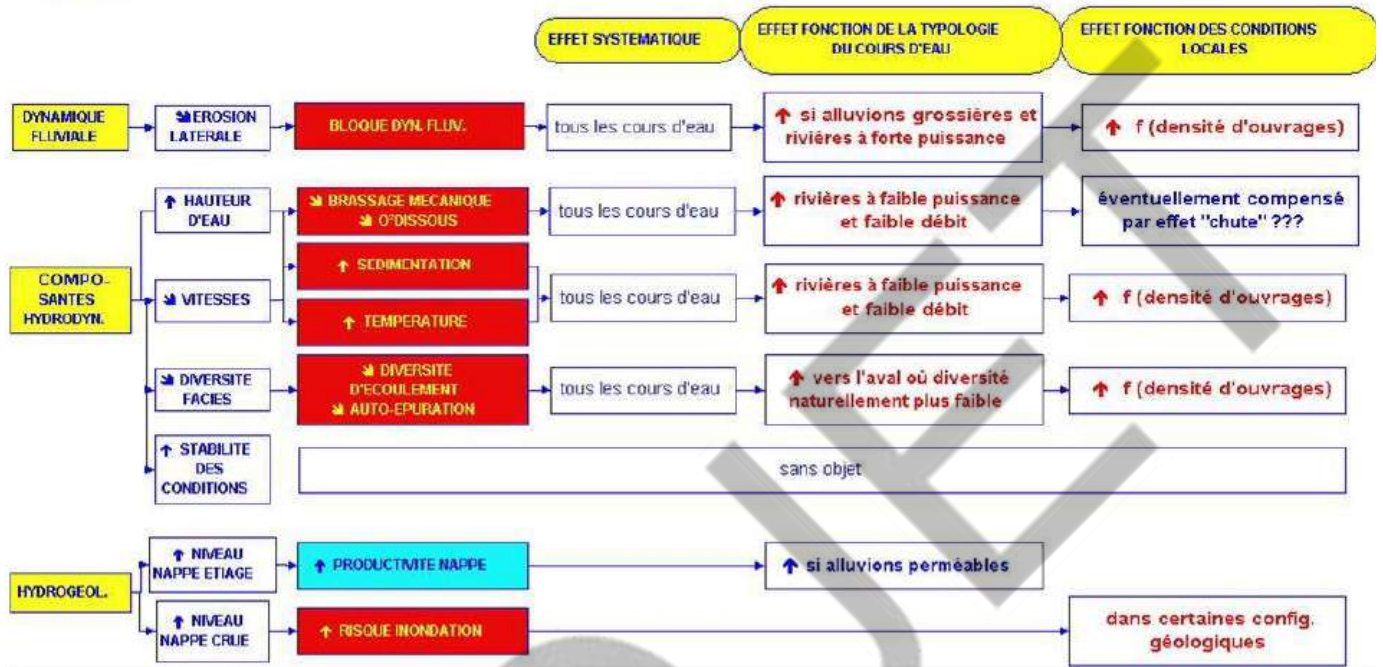 EFFET SYSTEMATIQUE
EFFET FONCTION DE LA TYPOLOGIE
DU COURS D'EAU
EFFET FONCTION DES CONDITIONS
LOCALES
DYNAMIQUE
FLUVIALE
↘ EROSION
LATERALE
BLOQUE DYN. FLUV.
tous les cours d'eau
↑ si alluvions grossières et
rivières à forte puissance
↑ f (densité d'ouvrages)
COMPO-
SANTES
HYDRODYN.
↑ HAUTEUR
D'EAU
↘ BRASSAGE MECANIQUE
↘ O²DISSOUS
tous les cours d'eau
↑ rivières à faible puissance
et faible débit
éventuellement compensé
par effet "chute" ???
↘ VITESSES
↑ SEDIMENTATION
↑ TEMPERATURE
tous les cours d'eau
↑ rivières à faible puissance
et faible débit
↑ f (densité d'ouvrages)
↘ DIVERSITE
FACIES
↘ DIVERSITE
D'ECOULEMENT
↘ AUTO-EPURATION
tous les cours d'eau
↑ vers l'aval où diversité
naturellement plus faible
↑ f (densité d'ouvrages)
↑ STABILITE
DES
CONDITIONS
sans objet
HYDROGEOL.
↑ NIVEAU
NAPPE ETIAGE
↑ PRODUCTIVITE NAPPE
↑ si alluvions perméables
↑ NIVEAU
NAPPE CRUE
↑ RISQUE INONDATION
dans certaines config.
géologiques